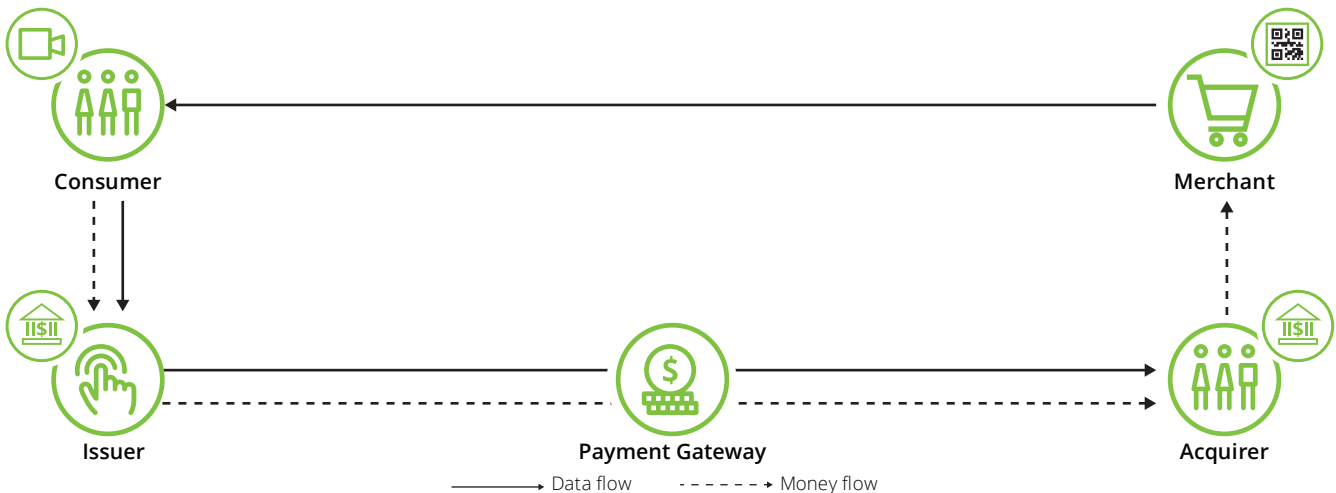 Consumer
Merchant
$
$
$
Issuer
Payment Gateway
Acquirer
Data flow
Money flow